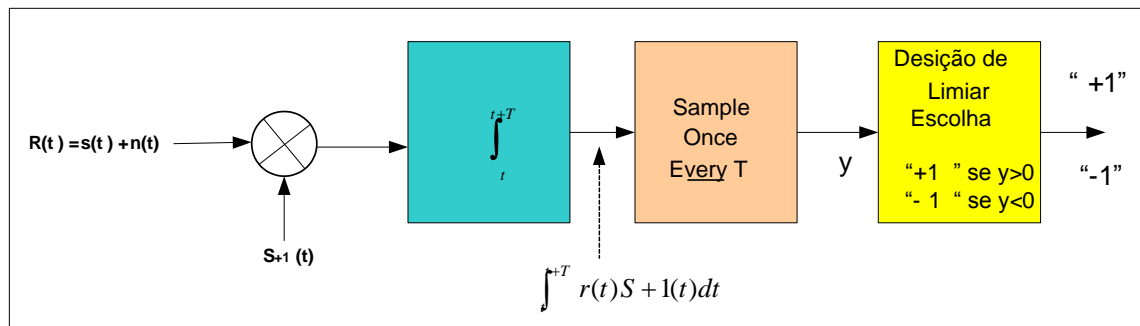 R(t) = s(t) + n(t)
S+1 (t)
t+T
∫
t
Sample
Once
Every T
y
Desição de
Limiar
Escolha
“+1 ” se y>0
“- 1 “ se y<0
“ +1”
“-1”
∫ t+T t r(t)S + 1(t)dt